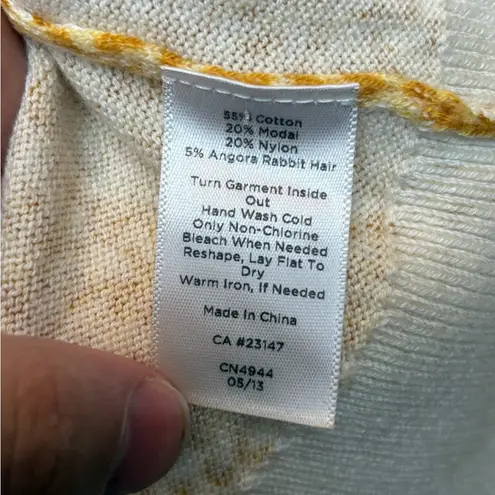 55% Cotton
20% Modal
20% Nylon
5% Angora Rabbit Hair
Turn Garment Inside
Out
Hand Wash Cold
Only Non-Chlorine
Bleach When Needed
Reshape, Lay Flat To
Dry
Warm Iron, If Needed
Made In China
CA #23147
CN4944
05/13